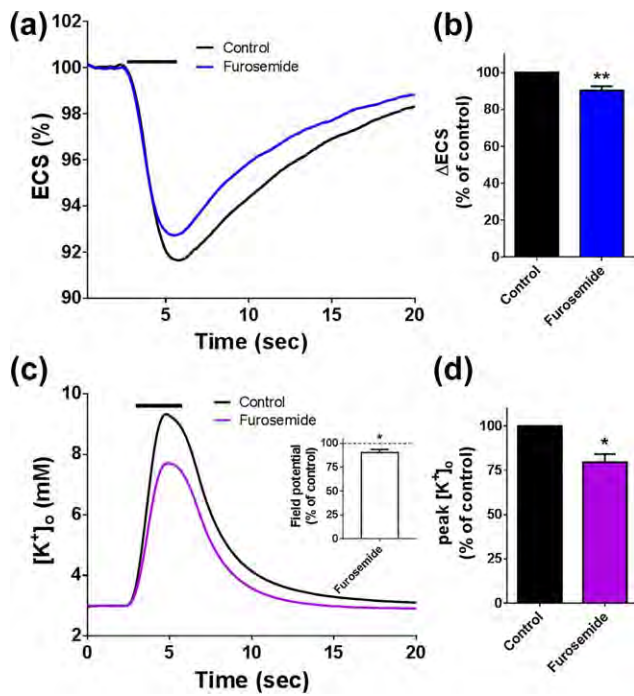 (a)
102
100
98
96
94
92
90
ECS (%)
Control
Furosemide
0
5
10
15
20
Time (sec)
(b)
100
80
60
40
20
0
ΔECS
(% of control)
**
Control
Furosemide
(c)
10
8
6
4
2
[K⁺]ₒ (mM)
Control
Furosemide
0
5
10
15
20
Time (sec)
100
75
50
25
0
Field potential
(% of control)
*
Furosemide
(d)
100
75
50
25
0
peak [K⁺]ₒ
(% of control)
*
Control
Furosemide